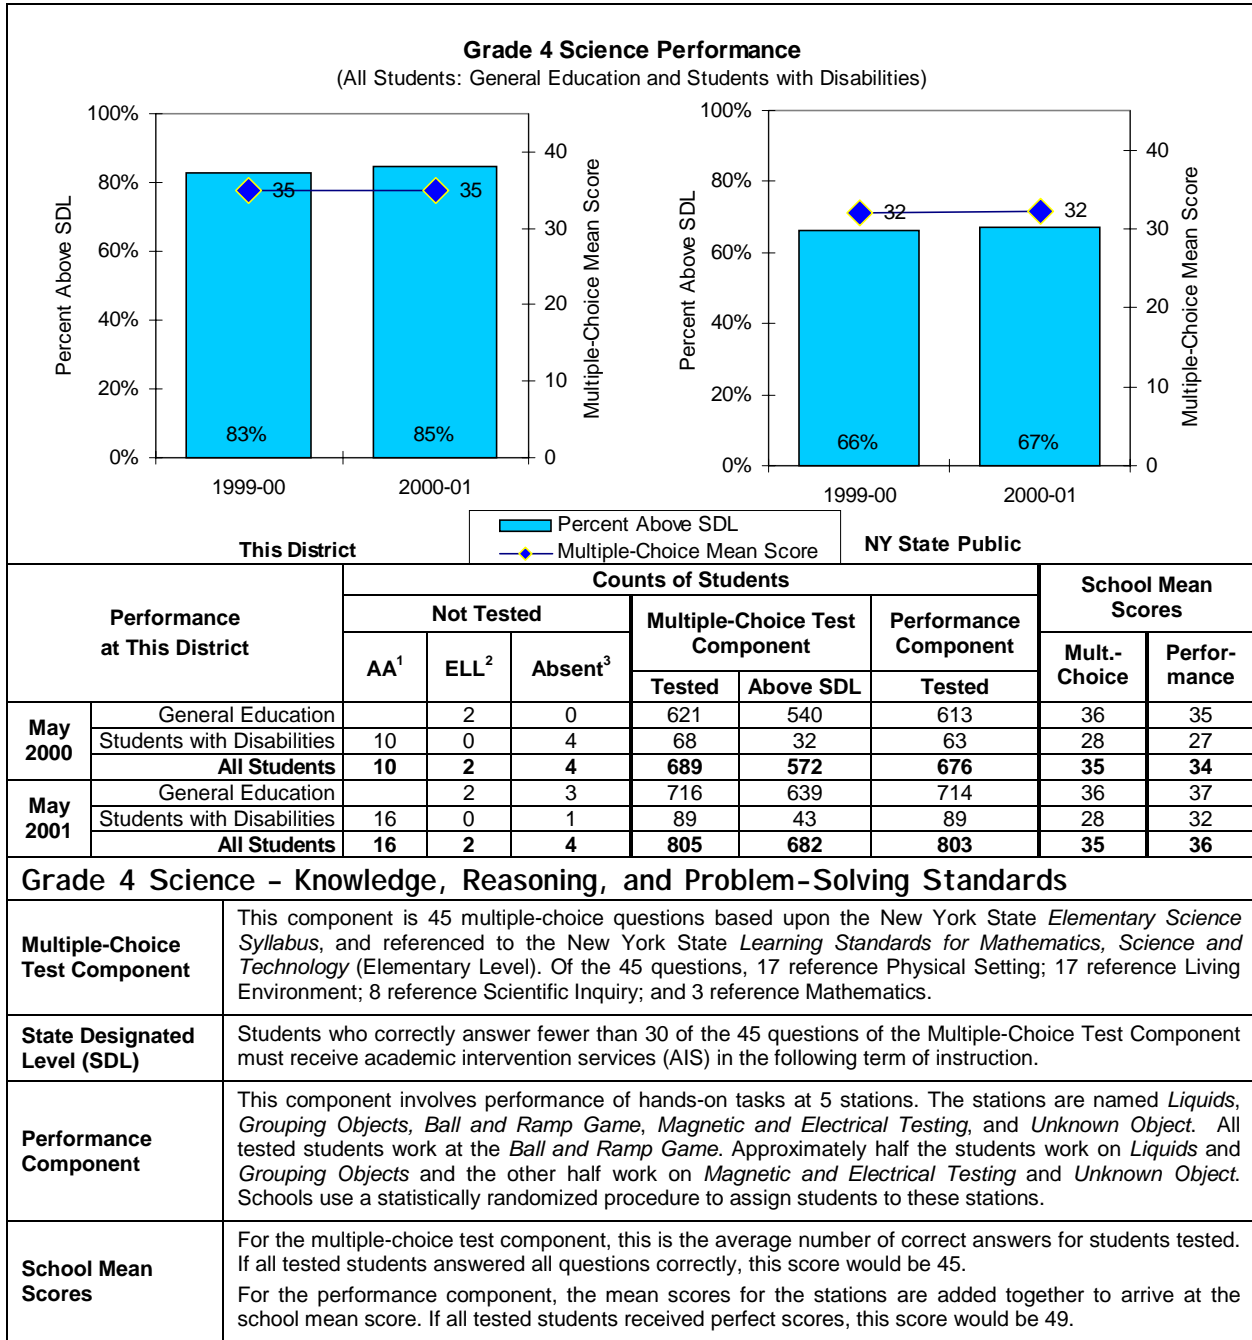 Grade 4 Science Performance
(All Students: General Education and Students with Disabilities)
100%
80%
60%
40%
20%
0%
Percent Above SDL
35
35
83%
85%
40
30
20
10
0
Multiple-Choice Mean Score
1999-00
2000-01
This District
100%
80%
60%
40%
20%
0%
Percent Above SDL
32
32
66%
67%
40
30
20
10
0
Multiple-Choice Mean Score
1999-00
2000-01
NY State Public
Percent Above SDL
Multiple-Choice Mean Score
Performance
at This District
Counts of Students
School Mean
Scores
Not Tested
Multiple-Choice Test
Component
Performance
Component
Mult.-
Choice
Perfor-
mance
AA1 ELL2 Absent3
Tested Above SDL Tested
May
2000
General Education 2 0 621 540 613 36 35
Students with Disabilities 10 0 4 68 32 63 28 27
All Students 10 2 4 689 572 676 35 34
May
2001
General Education 2 3 716 639 714 36 37
Students with Disabilities 16 0 1 89 43 89 28 32
All Students 16 2 4 805 682 803 35 36
Grade 4 Science – Knowledge, Reasoning, and Problem-Solving Standards
Multiple-Choice
Test Component
This component is 45 multiple-choice questions based upon the New York State Elementary Science
Syllabus, and referenced to the New York State Learning Standards for Mathematics, Science and
Technology (Elementary Level). Of the 45 questions, 17 reference Physical Setting; 17 reference Living
Environment; 8 reference Scientific Inquiry; and 3 reference Mathematics.
State Designated
Level (SDL)
Students who correctly answer fewer than 30 of the 45 questions of the Multiple-Choice Test Component
must receive academic intervention services (AIS) in the following term of instruction.
Performance
Component
This component involves performance of hands-on tasks at 5 stations. The stations are named Liquids,
Grouping Objects, Ball and Ramp Game, Magnetic and Electrical Testing, and Unknown Object. All
tested students work at the Ball and Ramp Game. Approximately half the students work on Liquids and
Grouping Objects and the other half work on Magnetic and Electrical Testing and Unknown Object.
Schools use a statistically randomized procedure to assign students to these stations.
School Mean
Scores
For the multiple-choice test component, this is the average number of correct answers for students tested.
If all tested students answered all questions correctly, this score would be 45.
For the performance component, the mean scores for the stations are added together to arrive at the
school mean score. If all tested students received perfect scores, this score would be 49.